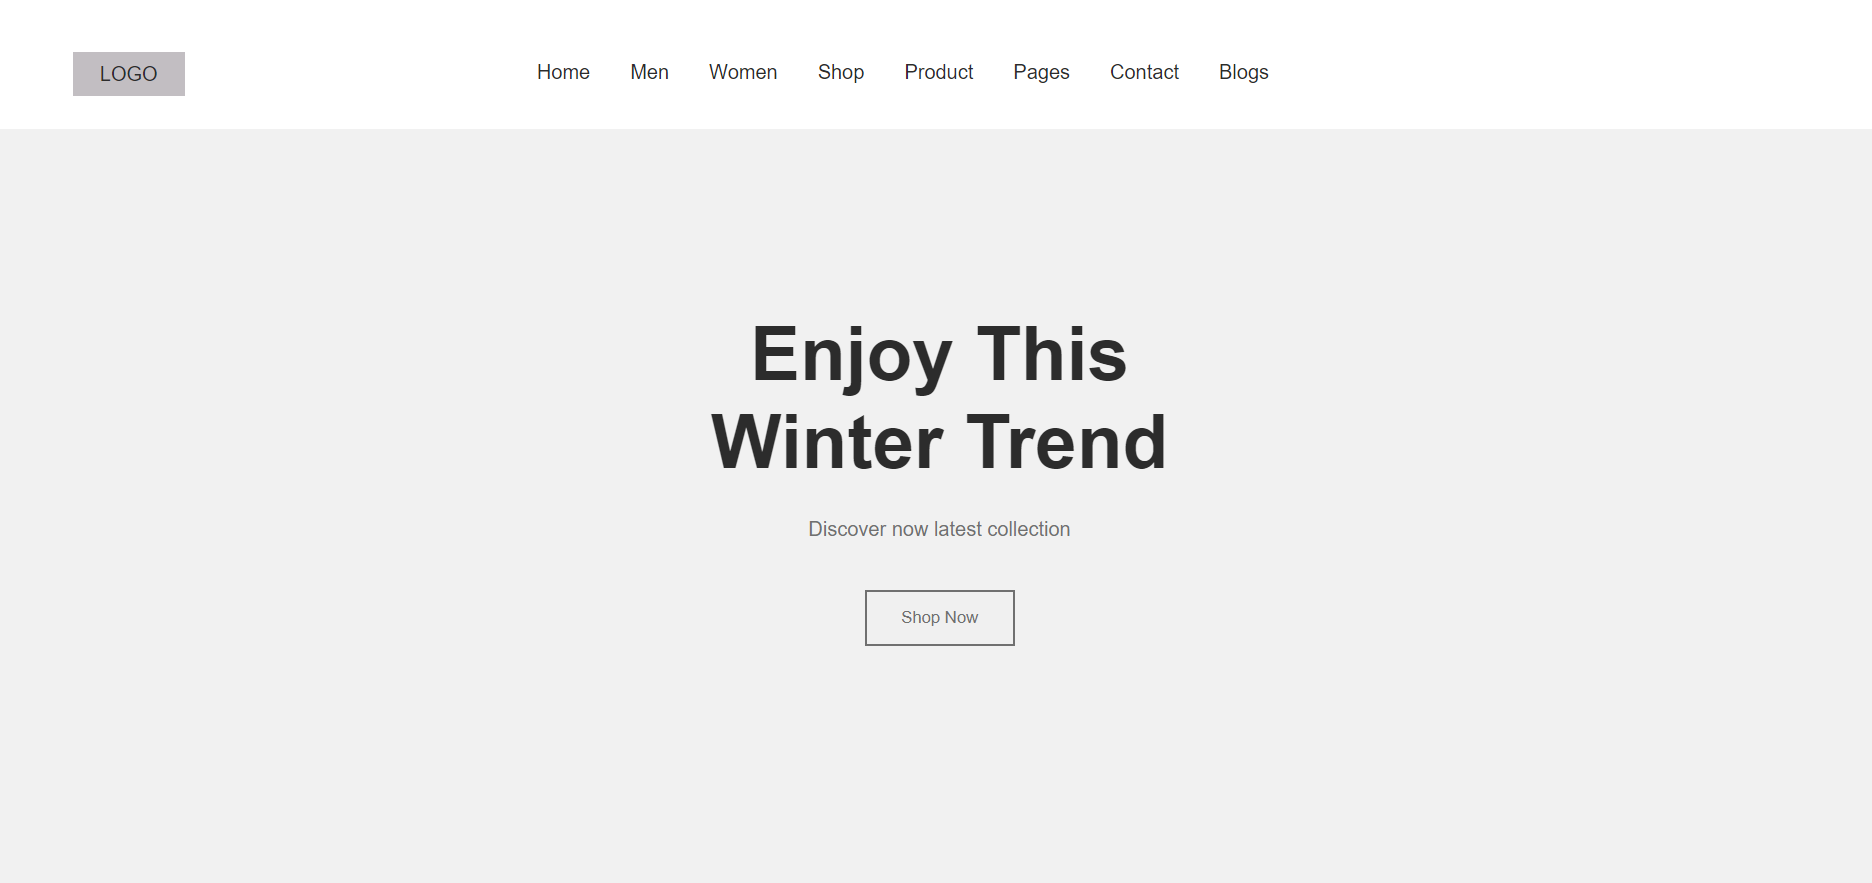 LOGO
Home Men Women Shop Product Pages Contact Blogs
Enjoy This
Winter Trend
Discover now latest collection
Shop Now